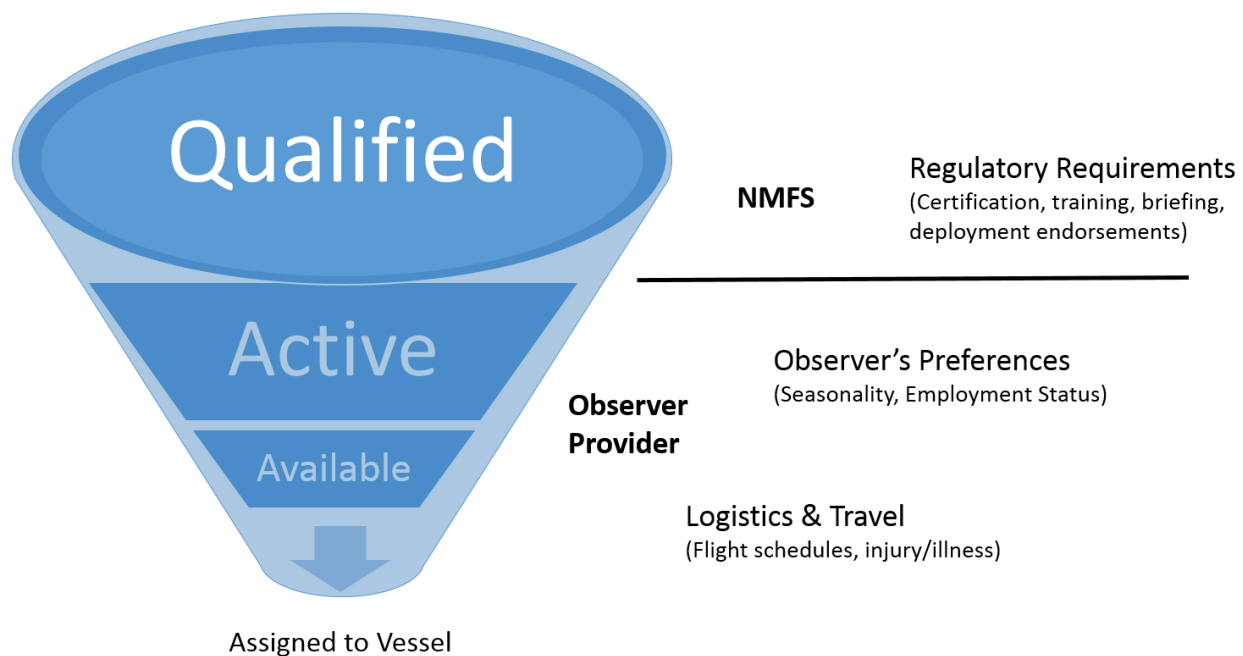 Qualified
NMFS
Regulatory Requirements
(Certification, training, briefing,
deployment endorsements)
Active
Observer’s Preferences
(Seasonality, Employment Status)
Observer
Provider
Available
Logistics & Travel
(Flight schedules, injury/illness)
Assigned to Vessel